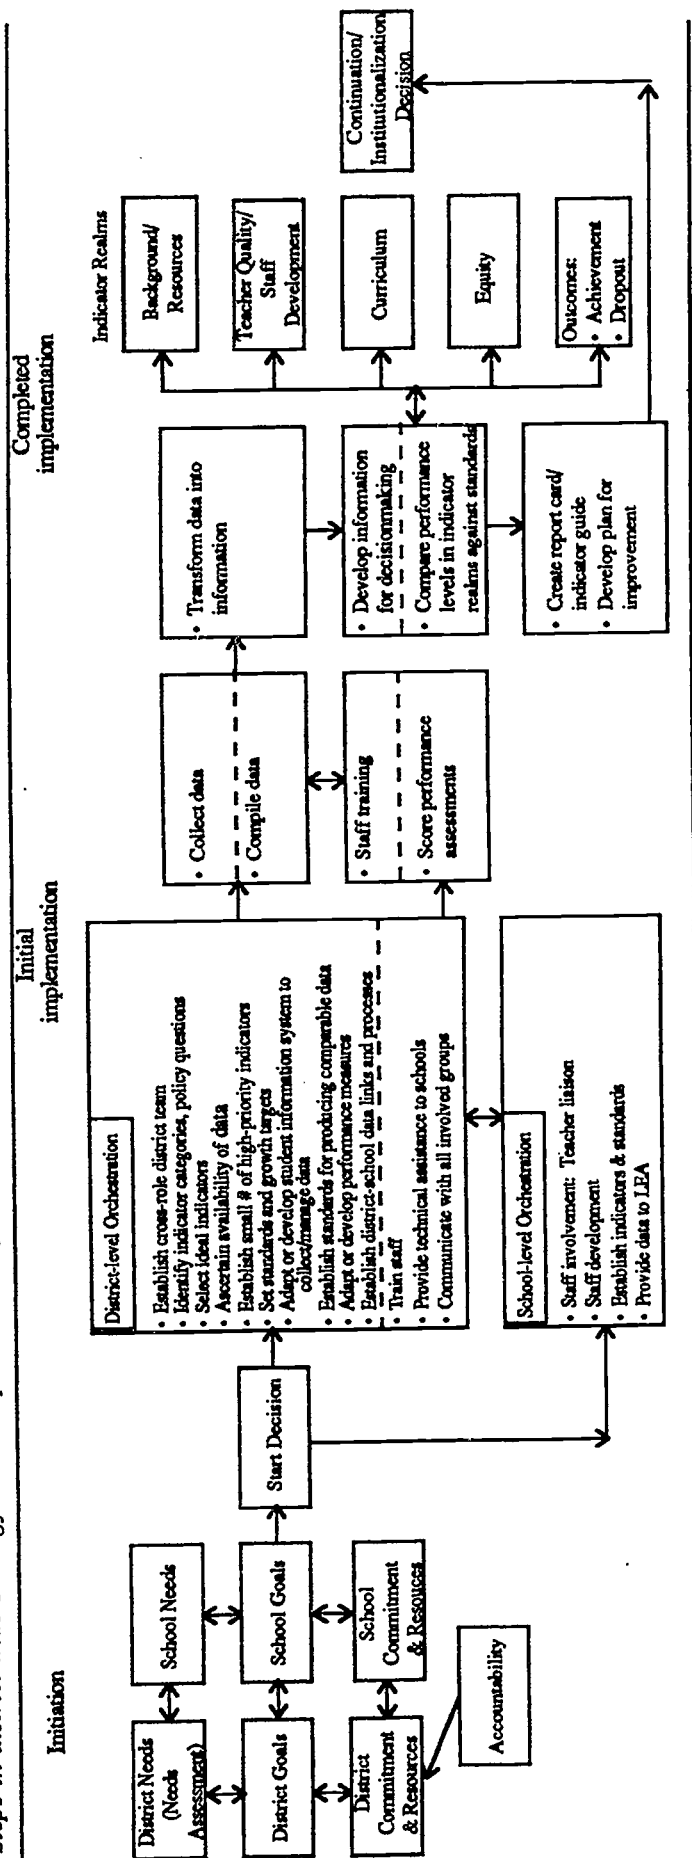 Initiation
Initial
implementation
Completed
implementation
District Needs
(Needs
Assessment)
School Needs
District Goals
School Goals
District
Commitment
& Resources
School
Commitment
& Resouces
Accountability
Start Decision
District-level Orchestration
• Establish cross-role district team
• Identify indicator categories, policy questions
• Select ideal indicators
• Ascertain availability of data
• Establish small # of high-priority indicators
• Set standards and growth targets
• Adapt or develop student information system to
collect/manage data
• Establish standards for producing comparable data
• Adapt or develop performance measures
• Establish district-school data links and processes
• Train staff
• Provide technical assistance to schools
• Communicate with all involved groups
School-level Orchestration
• Staff involvement: Teacher liaison
• Staff development
• Establish indicators & standards
• Provide data to LEA
• Collect data
• Compile data
• Staff training
• Score performance
assessments
• Transform data into
information
• Develop information
for decisionmaking
• Compare performance
levels in indicator
realms against standards
• Create report card/
indicator guide
• Develop plan for
improvement
Indicator Realms
Background/
Resources
Teacher Quality/
Staff
Development
Curriculum
Equity
Outcomes:
• Achievement
• Dropout
Continuation/
Institutionalization
Decision